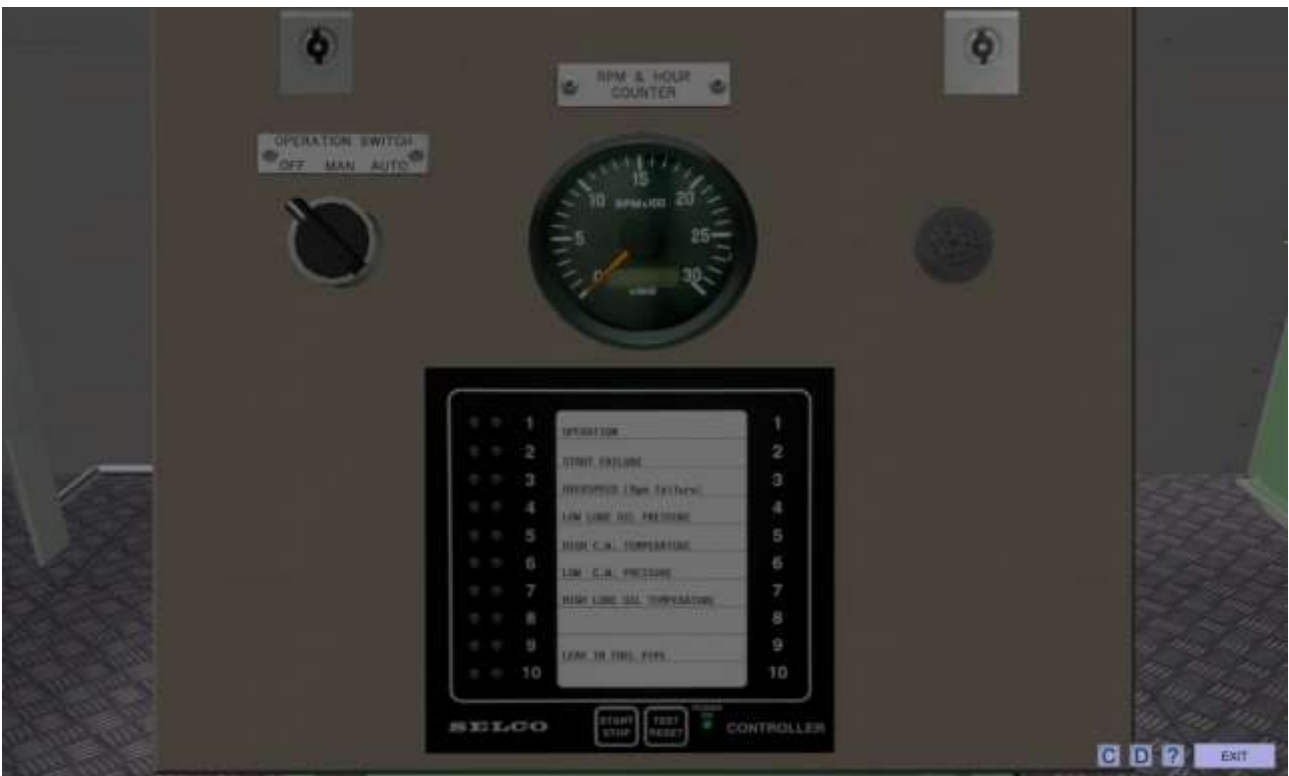 RPM & HOUR
COUNTER
OPERATION SWITCH
OFF MAN AUTO
15
10 RPMx100 20
5 25
0 30
1 OPERATION 1
2 START FAILURE 2
3 OVERSPEED (Rpm failure) 3
4 LOW LUBE OIL PRESSURE 4
5 HIGH C.W. TEMPERATURE 5
6 LOW C.W. PRESSURE 6
7 HIGH LUBE OIL TEMPERATURE 7
8 8
9 LEAK IN FUEL PIPE 9
10 10
SELCO
START
STOP
TEST
RESET
POWER
ON
CONTROLLER
C D ? EXIT